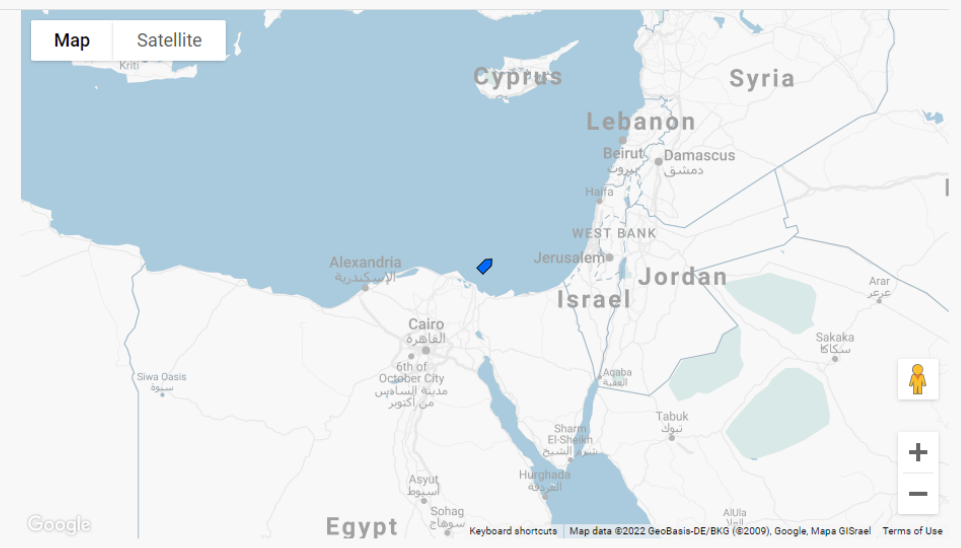 Map
Satellite
Kriti
Cyprus
Syria
Lebanon
Beirut
بيروت
Damascus
دمشق
Haifa
WEST BANK
Jerusalem
Alexandria
الإسكندرية
Jordan
Israel
Arar
عرعر
Cairo
القاهرة
Sakaka
سكاكا
6th of
October City
مدينة السادس
من أكتوبر
Siwa Oasis
سيوة
Aqaba
العقبة
Tabuk
تبوك
Sharm
El-Sheikh
شرم الشيخ
Hurghada
الغردقة
Asyut
أسيوط
Sohag
سوهاج
AlUla
العلا
Egypt
Google
Keyboard shortcuts
Map data ©2022 GeoBasis-DE/BKG (©2009), Google, Mapa GISrael
Terms of Use